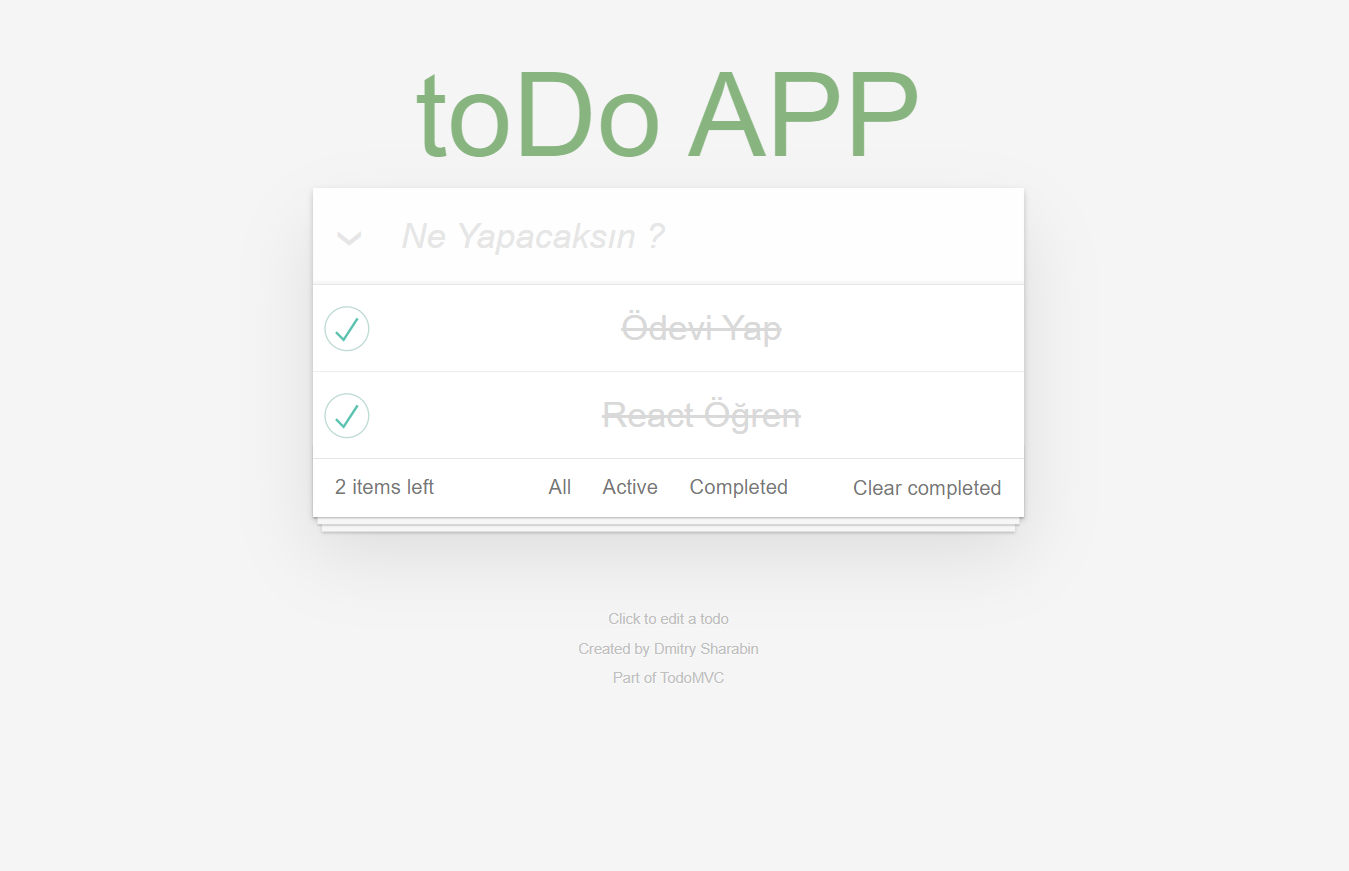 toDo APP
Ne Yapacaksın ?
Ödevi Yap
React Öğren
2 items left All Active Completed Clear completed
Click to edit a todo
Created by Dmitry Sharabin
Part of TodoMVC